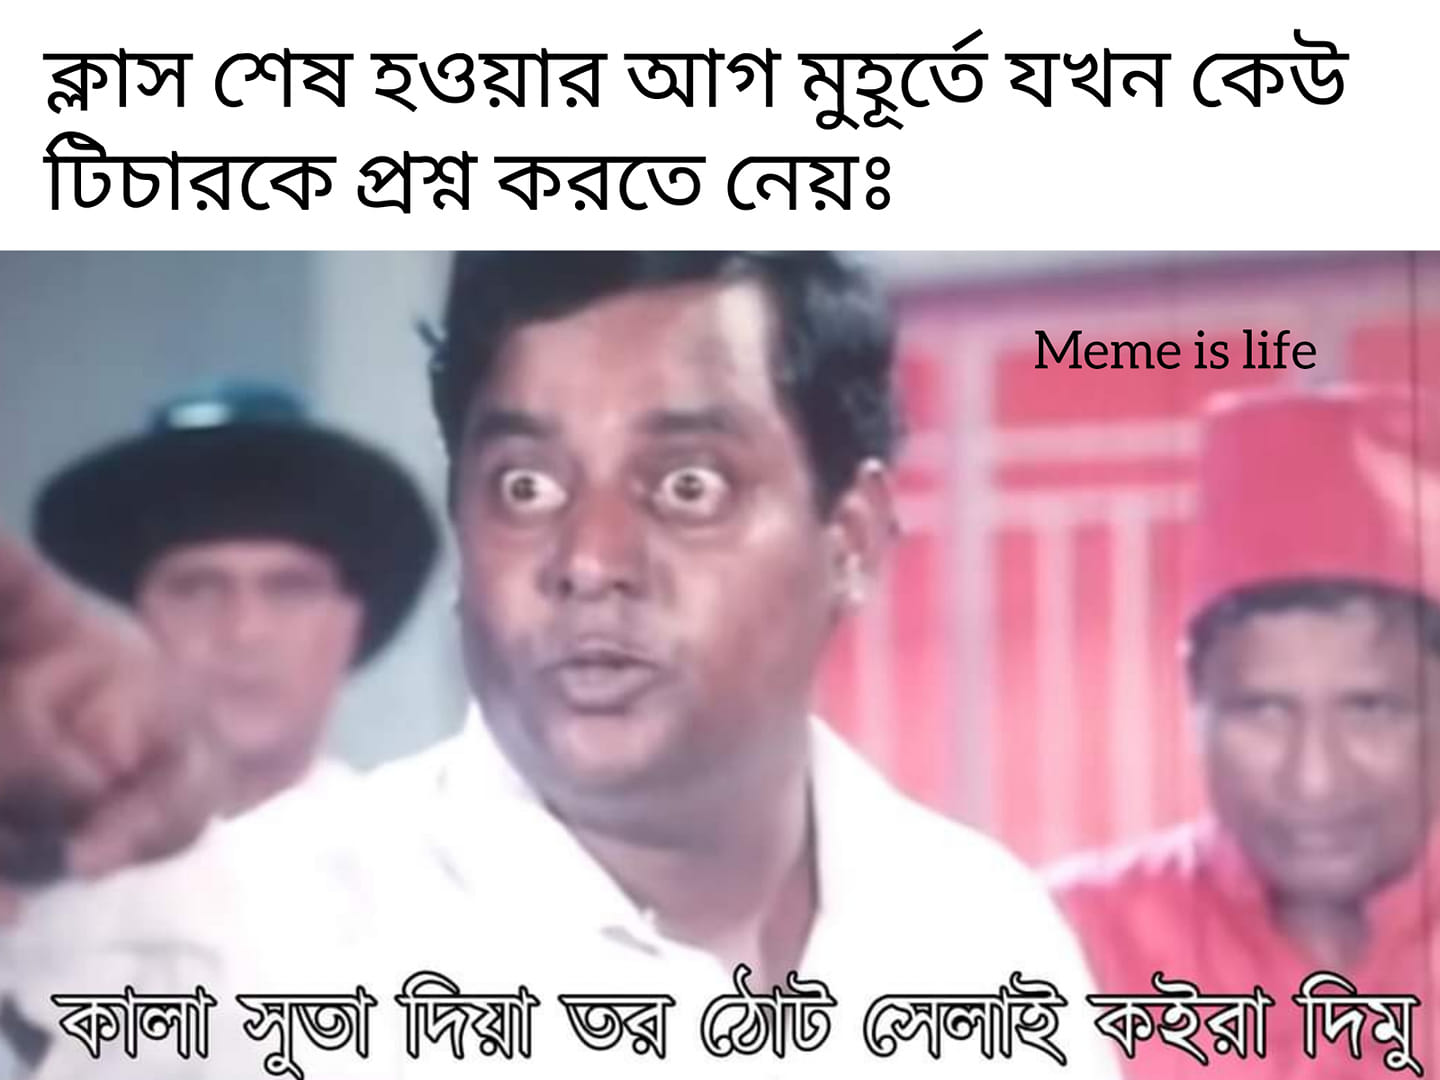 ক্লাস শেষ হওয়ার আগ মুহূর্তে যখন কেউ
টিচারকে প্রশ্ন করতে নেয়ঃ
Meme is life
কালা সুতা দিয়া তর ঠোট সেলাই কইরা দিমু